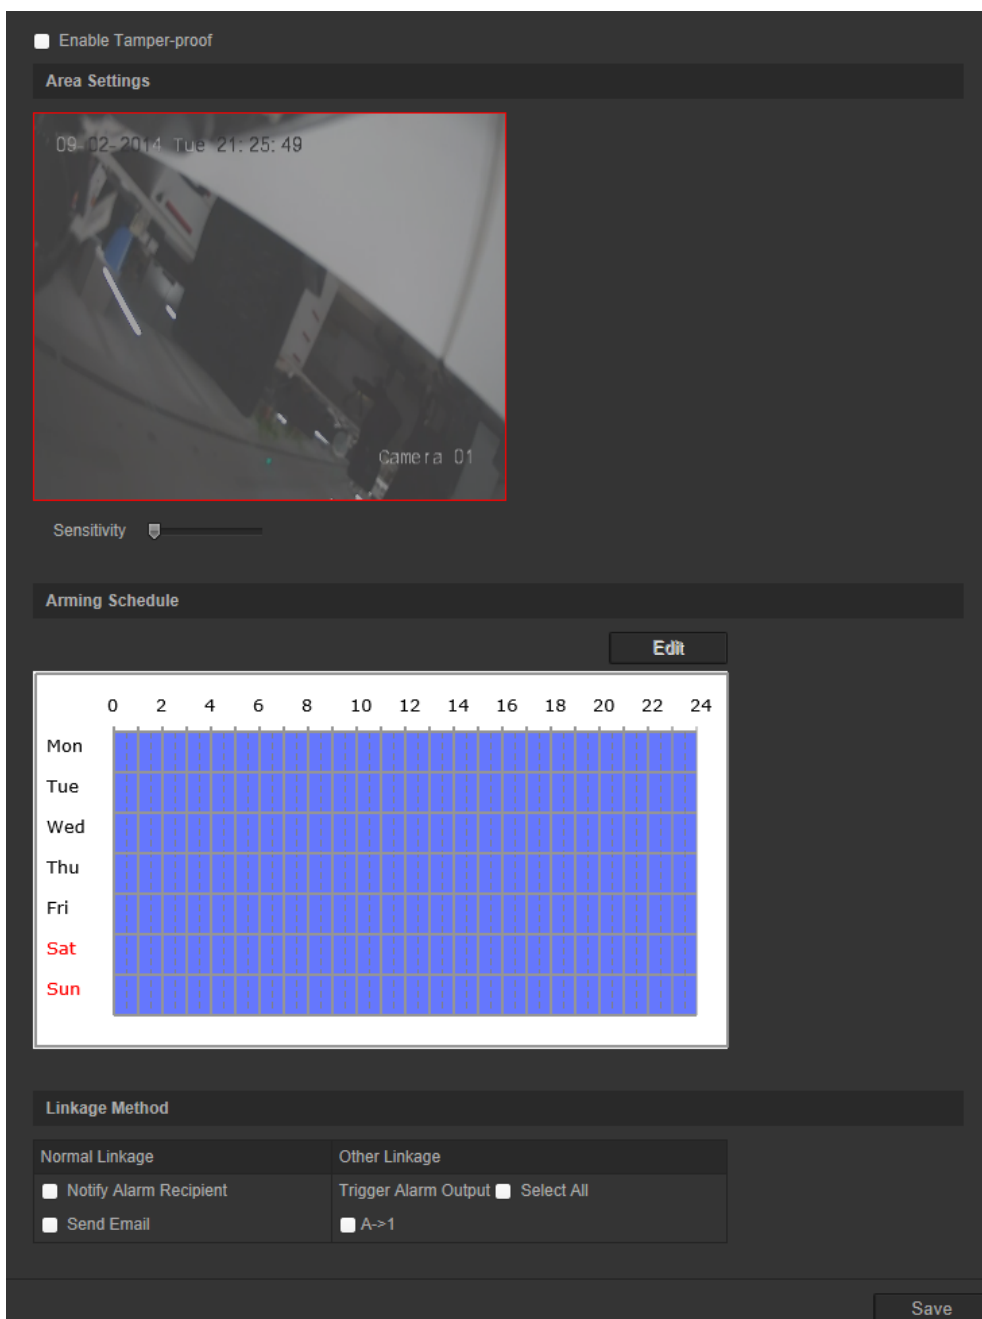 Enable Tamper-proof
Area Settings
09-02-2014 Tue 21:25:49
Camera 01
Sensitivity
Arming Schedule
Edit
0 2 4 6 8 10 12 14 16 18 20 22 24
Mon
Tue
Wed
Thu
Fri
Sat
Sun
Linkage Method
Normal Linkage Other Linkage
Notify Alarm Recipient Trigger Alarm Output Select All
Send Email A->1
Save